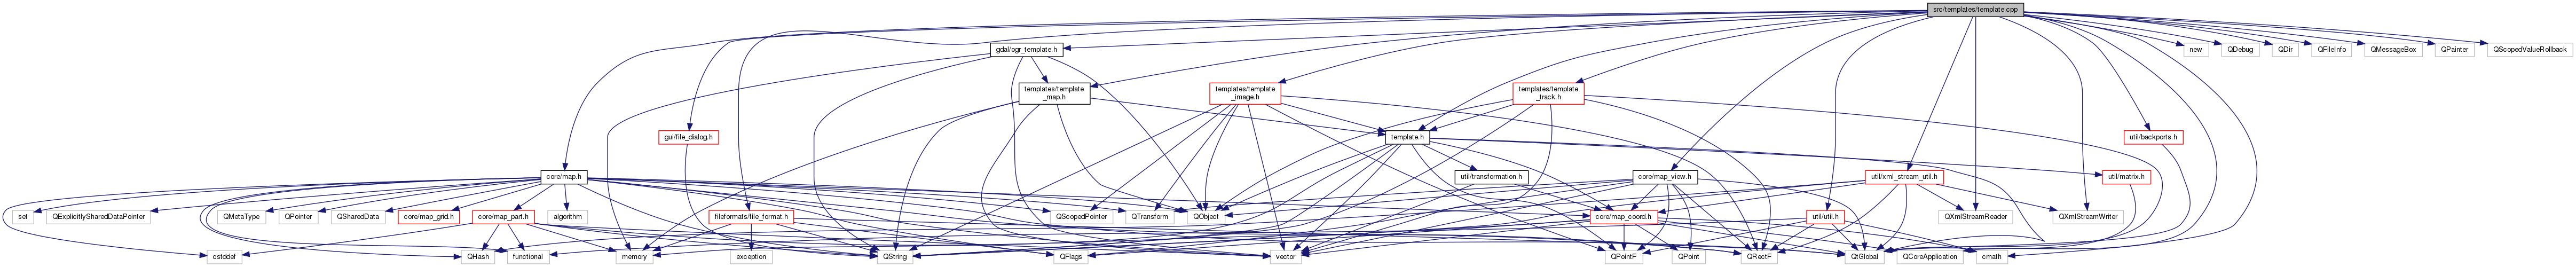 src/templates/template.cpp
gdal/ogr_template.h
new
QDebug
QDir
QFileInfo
QMessageBox
QPainter
QScopedValueRollback
templates/template
_map.h
templates/template
_image.h
templates/template
_track.h
gui/file_dialog.h
template.h
util/backports.h
core/map.h
util/transformation.h
core/map_view.h
util/xml_stream_util.h
util/matrix.h
set
QExplicitlySharedDataPointer
QMetaType
QPointer
QSharedData
core/map_grid.h
core/map_part.h
algorithm
fileformats/file_format.h
QScopedPointer
QTransform
QObject
core/map_coord.h
util/util.h
QXmlStreamReader
QXmlStreamWriter
cstddef
QHash
functional
memory
exception
QString
QFlags
vector
QPointF
QPoint
QRectF
QtGlobal
QCoreApplication
cmath